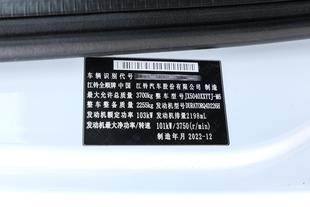 车辆识别代号
江铃全顺牌 中国 江铃汽车股份有限公司 制造
最大允许总质量 3700kg 整车型号 JX5040XXYTJ-M6
整车整备质量 2255kg 发动机型号 JX4D22B6H
发动机额定功率 103kW 发动机排量 2198mL
发动机最大净功率/转速 101kW/3750(r/min)
制造年月 2022-12